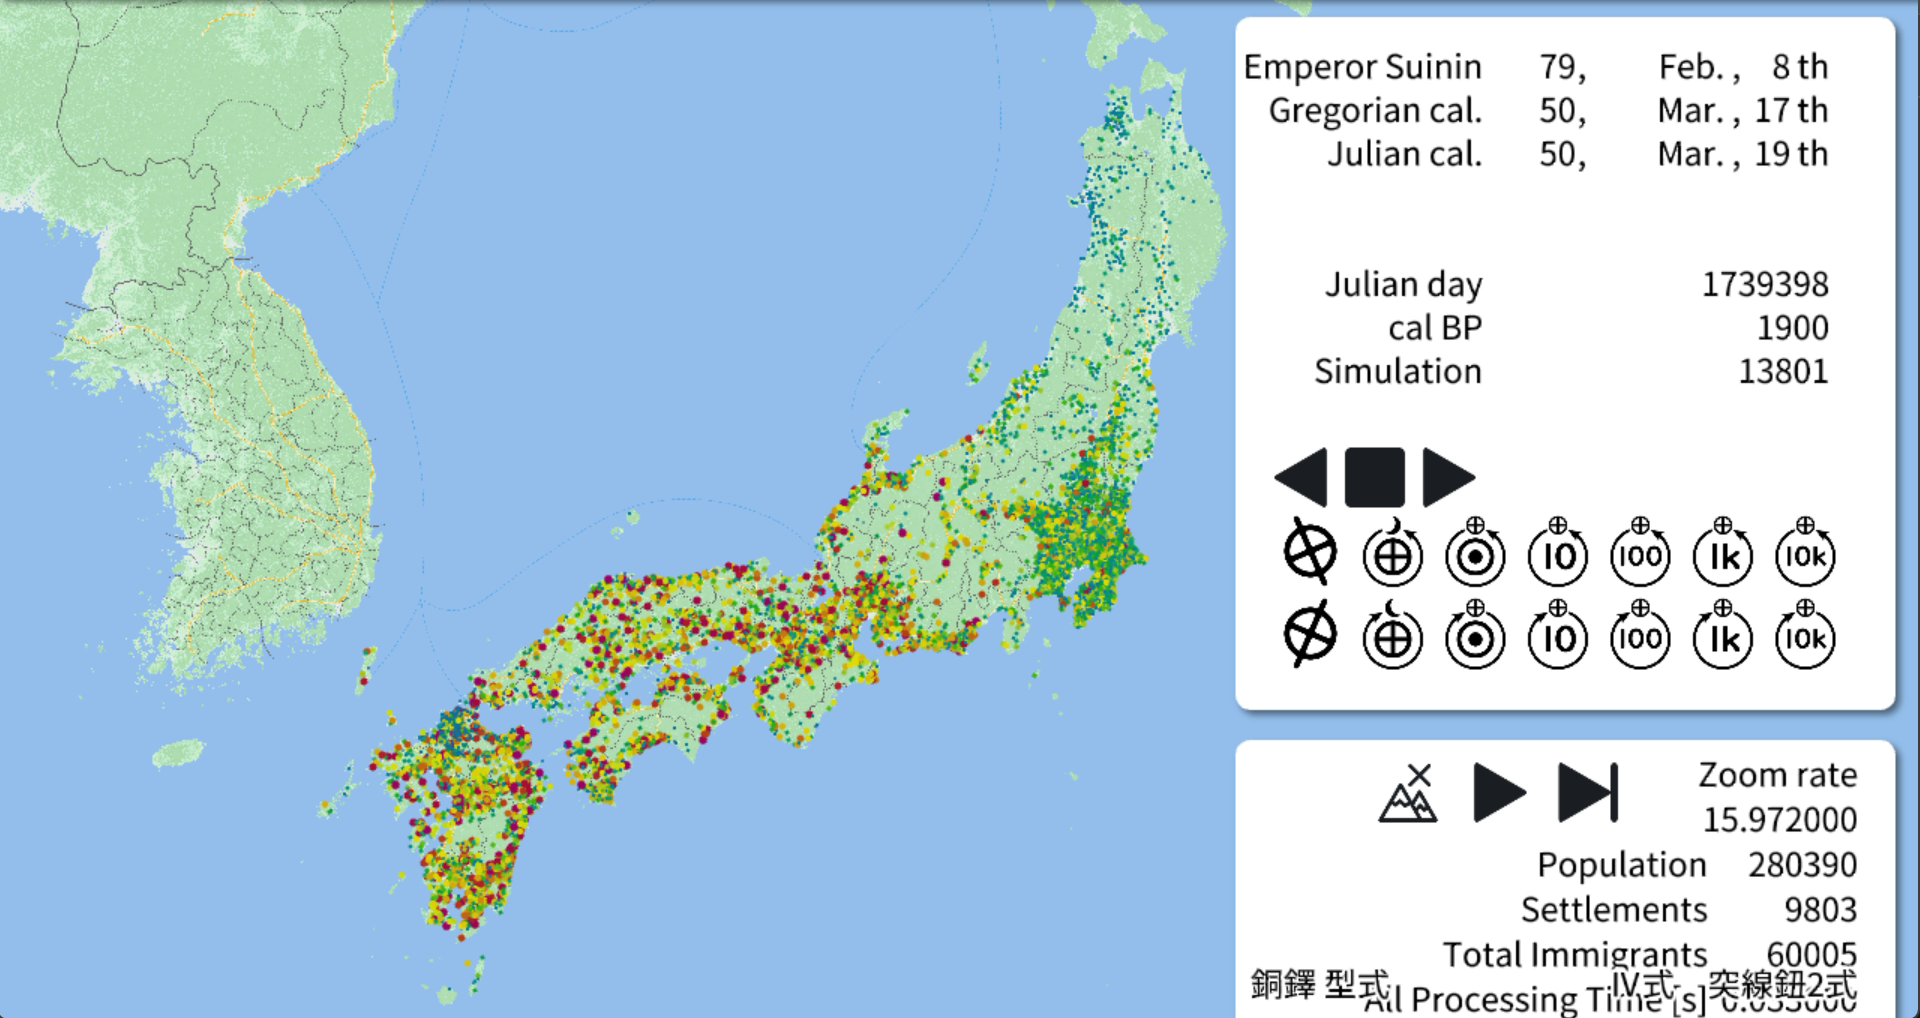 Emperor Suinin 79, Feb. , 8 th
Gregorian cal. 50, Mar. , 17 th
Julian cal. 50, Mar. , 19 th
Julian day 1739398
cal BP 1900
Simulation 13801
10 100 1k 10k
10 100 1k 10k
Zoom rate
15.972000
Population 280390
Settlements 9803
Total Immigrants 60005
銅鐸 型式 Ⅳ式 突線鈕2式
All Processing Time [s]